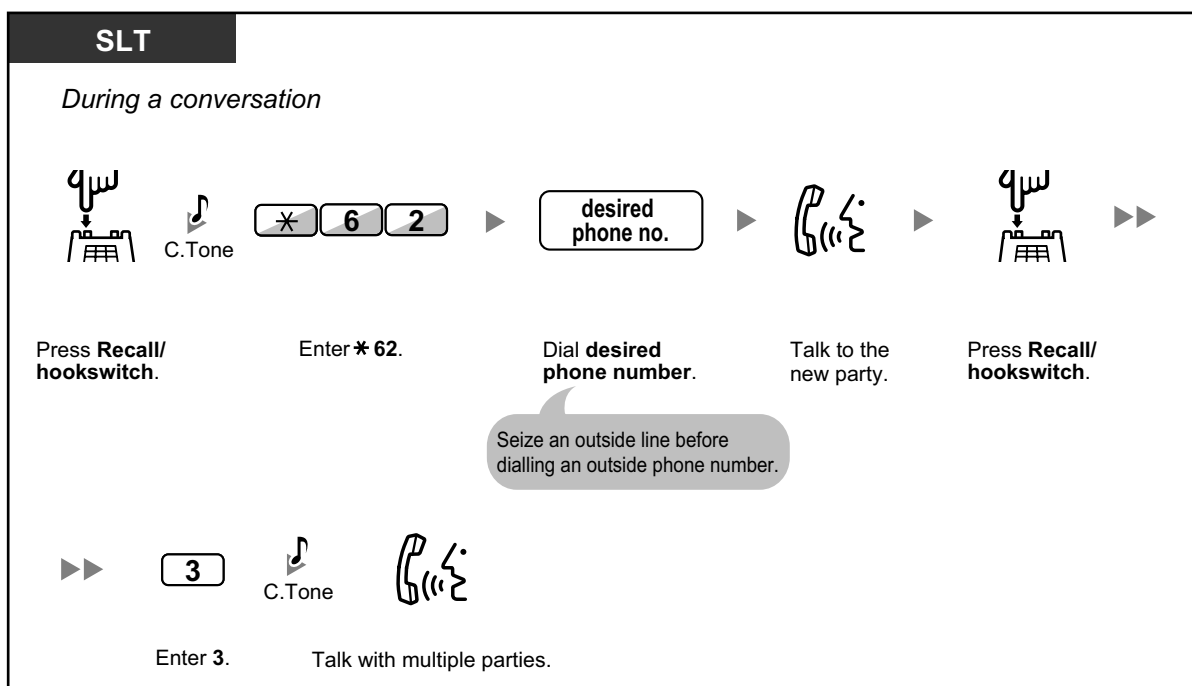 SLT
During a conversation
C.Tone
* 6 2
desired
phone no.
Press Recall/
hookswitch.
Enter * 62.
Dial desired
phone number.
Talk to the
new party.
Press Recall/
hookswitch.
Seize an outside line before
dialling an outside phone number.
3
C.Tone
Enter 3.
Talk with multiple parties.